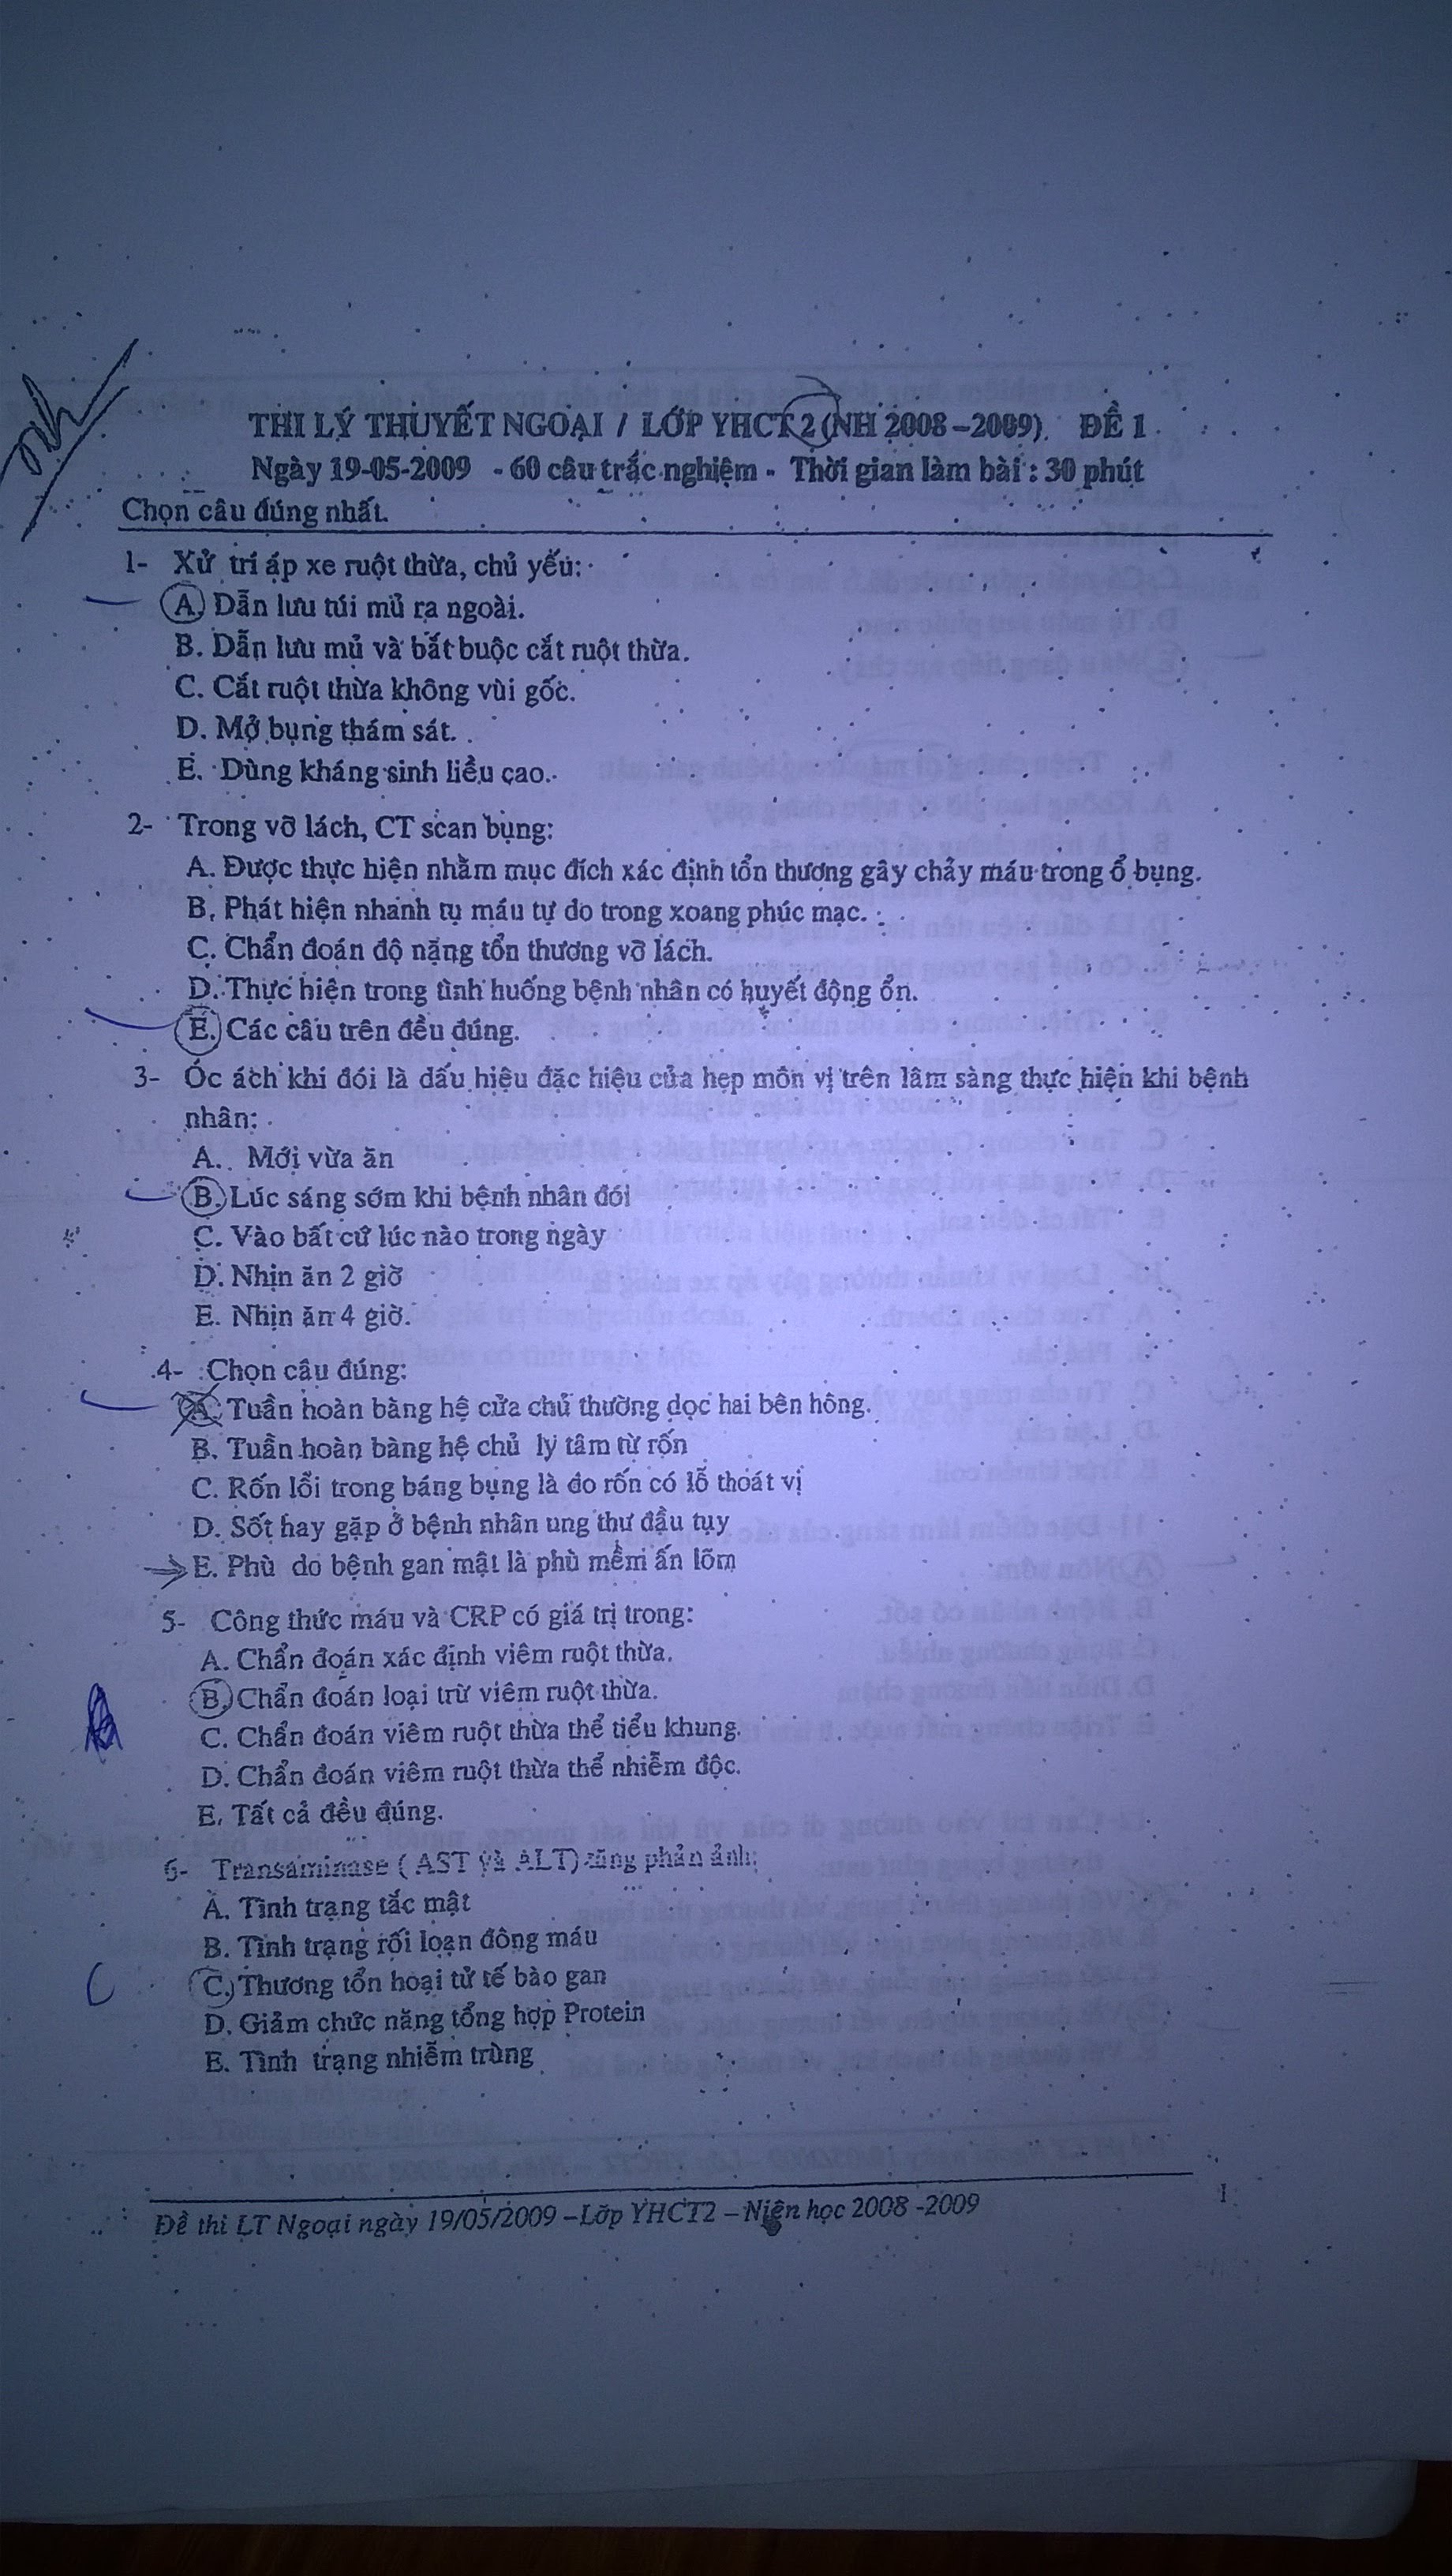 THI LÝ THUYẾT NGOẠI / LỚP YHCT 2 (NH 2008 – 2009). ĐỀ 1
Ngày 19-05-2009 - 60 câu trắc nghiệm - Thời gian làm bài : 30 phút
Chọn câu đúng nhất.
1- Xử trí áp xe ruột thừa, chủ yếu:
A. Dẫn lưu túi mủ ra ngoài.
B. Dẫn lưu mủ và bắt buộc cắt ruột thừa.
C. Cắt ruột thừa không vùi gốc.
D. Mở bụng thám sát.
E. Dùng kháng sinh liều cao.
2- Trong vỡ lách, CT scan bụng:
A. Được thực hiện nhằm mục đích xác định tổn thương gây chảy máu trong ổ bụng.
B. Phát hiện nhanh tụ máu tự do trong xoang phúc mạc.
C. Chẩn đoán độ nặng tổn thương vỡ lách.
D. Thực hiện trong tình huống bệnh nhân có huyết động ổn.
E. Các câu trên đều đúng.
3- Óc ách khi đói là dấu hiệu đặc hiệu của hẹp môn vị trên lâm sàng thực hiện khi bệnh
nhân:
A. Mới vừa ăn
B. Lúc sáng sớm khi bệnh nhân đói
C. Vào bất cứ lúc nào trong ngày
D. Nhịn ăn 2 giờ
E. Nhịn ăn 4 giờ.
4- Chọn câu đúng:
A. Tuần hoàn bàng hệ cửa chủ thường dọc hai bên hông.
B. Tuần hoàn bàng hệ chủ ly tâm từ rốn
C. Rốn lồi trong báng bụng là do rốn có lỗ thoát vị
D. Sốt hay gặp ở bệnh nhân ung thư đầu tụy
E. Phù do bệnh gan mật là phù mềm ấn lõm
5- Công thức máu và CRP có giá trị trong:
A. Chẩn đoán xác định viêm ruột thừa.
B. Chẩn đoán loại trừ viêm ruột thừa.
C. Chẩn đoán viêm ruột thừa thể tiểu khung.
D. Chẩn đoán viêm ruột thừa thể nhiễm độc.
E. Tất cả đều đúng.
6- Transaminase ( AST và ALT) tăng phản ảnh:
A. Tình trạng tắc mật
B. Tình trạng rối loạn đông máu
C C. Thương tổn hoại tử tế bào gan
D. Giảm chức năng tổng hợp Protein
E. Tình trạng nhiễm trùng
Đề thi LT Ngoại ngày 19/05/2009 – Lớp YHCT2 – Niên học 2008 -2009 1